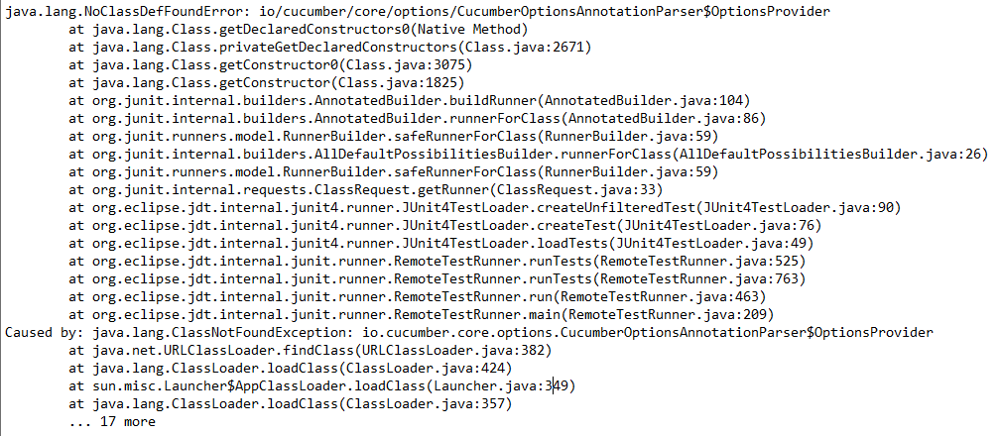 java.lang.NoClassDefFoundError: io/cucumber/core/options/CucumberOptionsAnnotationParser$OptionsProvider
at java.lang.Class.getDeclaredConstructors0(Native Method)
at java.lang.Class.privateGetDeclaredConstructors(Class.java:2671)
at java.lang.Class.getConstructor0(Class.java:3075)
at java.lang.Class.getConstructor(Class.java:1825)
at org.junit.internal.builders.AnnotatedBuilder.buildRunner(AnnotatedBuilder.java:104)
at org.junit.internal.builders.AnnotatedBuilder.runnerForClass(AnnotatedBuilder.java:86)
at org.junit.runners.model.RunnerBuilder.safeRunnerForClass(RunnerBuilder.java:59)
at org.junit.internal.builders.AllDefaultPossibilitiesBuilder.runnerForClass(AllDefaultPossibilitiesBuilder.java:26)
at org.junit.runners.model.RunnerBuilder.safeRunnerForClass(RunnerBuilder.java:59)
at org.junit.internal.requests.ClassRequest.getRunner(ClassRequest.java:33)
at org.eclipse.jdt.internal.junit4.runner.JUnit4TestLoader.createUnfilteredTest(JUnit4TestLoader.java:90)
at org.eclipse.jdt.internal.junit4.runner.JUnit4TestLoader.createTest(JUnit4TestLoader.java:76)
at org.eclipse.jdt.internal.junit4.runner.JUnit4TestLoader.loadTests(JUnit4TestLoader.java:49)
at org.eclipse.jdt.internal.junit.runner.RemoteTestRunner.runTests(RemoteTestRunner.java:525)
at org.eclipse.jdt.internal.junit.runner.RemoteTestRunner.runTests(RemoteTestRunner.java:763)
at org.eclipse.jdt.internal.junit.runner.RemoteTestRunner.run(RemoteTestRunner.java:463)
at org.eclipse.jdt.internal.junit.runner.RemoteTestRunner.main(RemoteTestRunner.java:209)
Caused by: java.lang.ClassNotFoundException: io.cucumber.core.options.CucumberOptionsAnnotationParser$OptionsProvider
at java.net.URLClassLoader.findClass(URLClassLoader.java:382)
at java.lang.ClassLoader.loadClass(ClassLoader.java:424)
at sun.misc.Launcher$AppClassLoader.loadClass(Launcher.java:349)
at java.lang.ClassLoader.loadClass(ClassLoader.java:357)
... 17 more